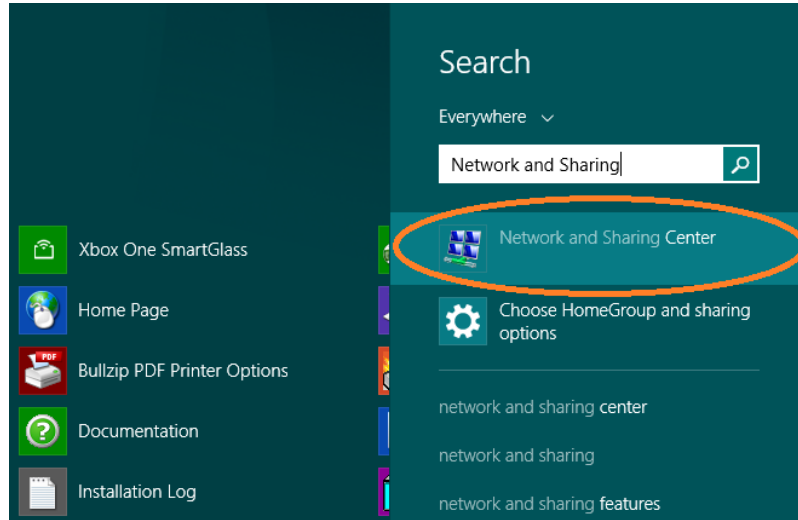 Search
Everywhere
Network and Sharing
Network and Sharing Center
Choose HomeGroup and sharing
options
network and sharing center
network and sharing
network and sharing features
Xbox One SmartGlass
Home Page
PDF
Bullzip PDF Printer Options
Documentation
Installation Log